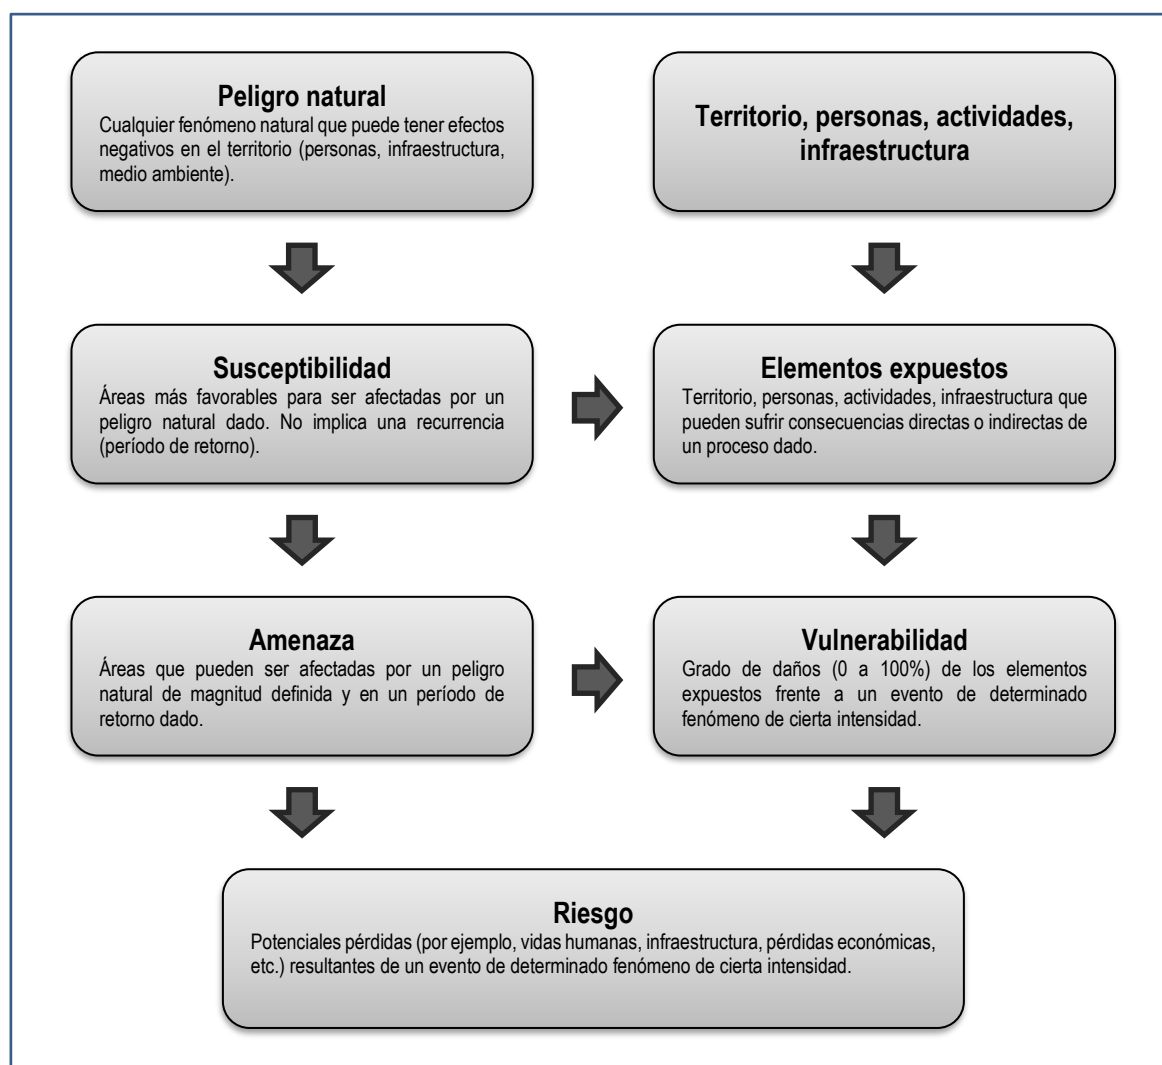 Peligro natural
Cualquier fenómeno natural que puede tener efectos
negativos en el territorio (personas, infraestructura,
medio ambiente).
Territorio, personas, actividades,
infraestructura
Susceptibilidad
Áreas más favorables para ser afectadas por un
peligro natural dado. No implica una recurrencia
(período de retorno).
Elementos expuestos
Territorio, personas, actividades, infraestructura que
pueden sufrir consecuencias directas o indirectas de
un proceso dado.
Amenaza
Áreas que pueden ser afectadas por un peligro
natural de magnitud definida y en un período de
retorno dado.
Vulnerabilidad
Grado de daños (0 a 100%) de los elementos
expuestos frente a un evento de determinado
fenómeno de cierta intensidad.
Riesgo
Potenciales pérdidas (por ejemplo, vidas humanas, infraestructura, pérdidas económicas,
etc.) resultantes de un evento de determinado fenómeno de cierta intensidad.